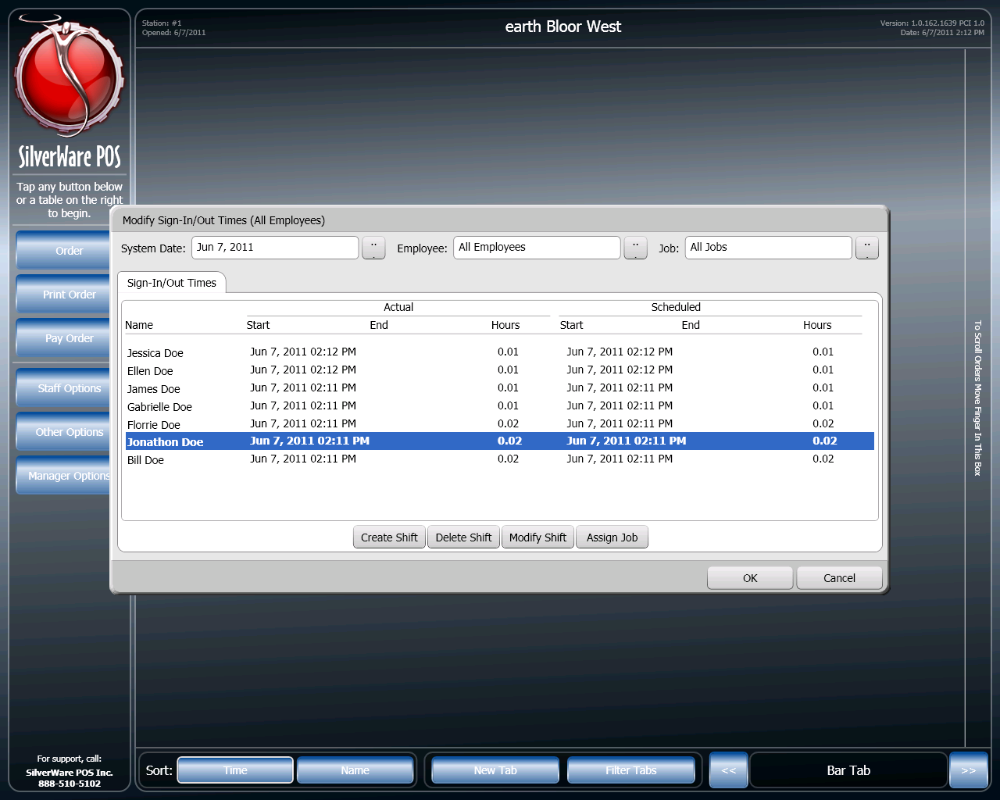 Station: #1
Opened: 6/7/2011
earth Bloor West
Version: 1.0.162.1639 PCI 1.0
Date: 6/7/2011 2:12 PM
SilverWare POS
Tap any button below
or a table on the right
to begin.
Order
Print Order
Pay Order
Staff Options
Other Options
Manager Options
Modify Sign-In/Out Times (All Employees)
System Date: Jun 7, 2011 ... Employee: All Employees ... Job: All Jobs ...
Sign-In/Out Times
Actual Scheduled
Name Start End Hours Start End Hours
Jessica Doe Jun 7, 2011 02:12 PM 0.01 Jun 7, 2011 02:12 PM 0.01
Ellen Doe Jun 7, 2011 02:12 PM 0.01 Jun 7, 2011 02:12 PM 0.01
James Doe Jun 7, 2011 02:11 PM 0.01 Jun 7, 2011 02:11 PM 0.01
Gabrielle Doe Jun 7, 2011 02:11 PM 0.01 Jun 7, 2011 02:11 PM 0.01
Florrie Doe Jun 7, 2011 02:11 PM 0.02 Jun 7, 2011 02:11 PM 0.02
Jonathon Doe Jun 7, 2011 02:11 PM 0.02 Jun 7, 2011 02:11 PM 0.02
Bill Doe Jun 7, 2011 02:11 PM 0.02 Jun 7, 2011 02:11 PM 0.02
Create Shift Delete Shift Modify Shift Assign Job
OK Cancel
To Scroll Orders Move Finger In This Box
For support, call:
SilverWare POS Inc.
888-510-5102
Sort: Time Name New Tab Filter Tabs << Bar Tab >>